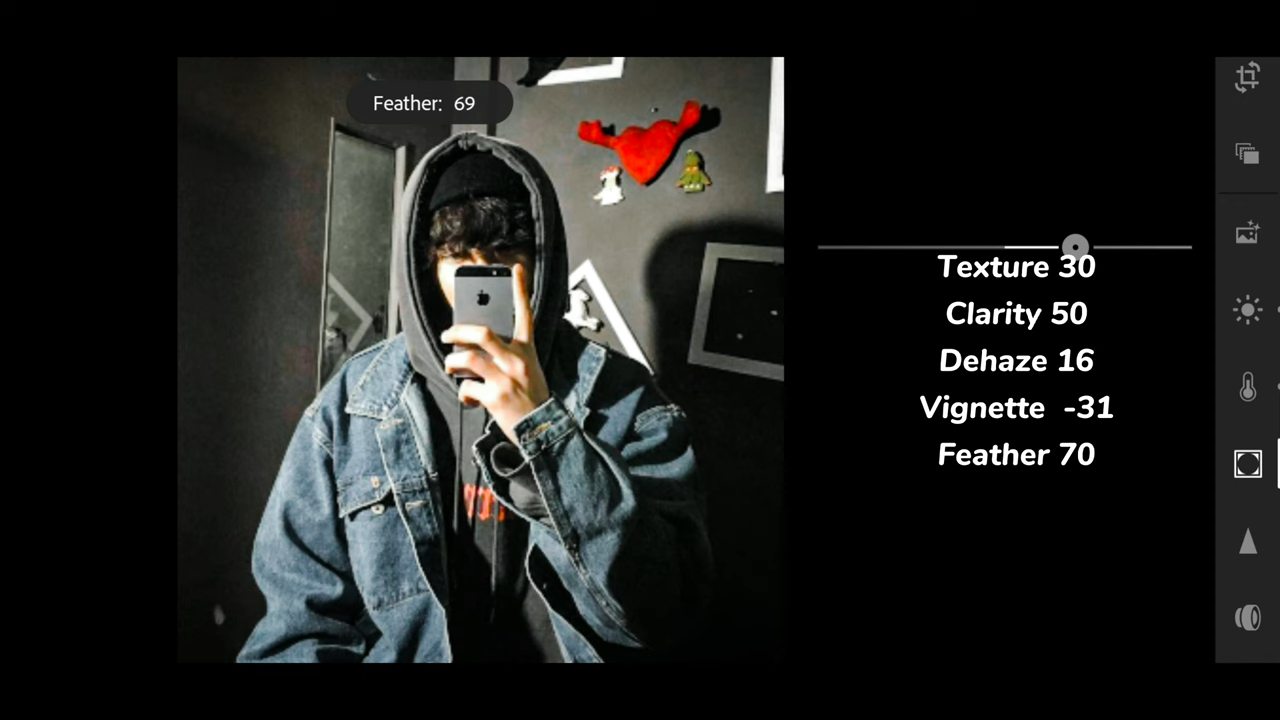 Feather: 69
Texture 30
Clarity 50
Dehaze 16
Vignette -31
Feather 70